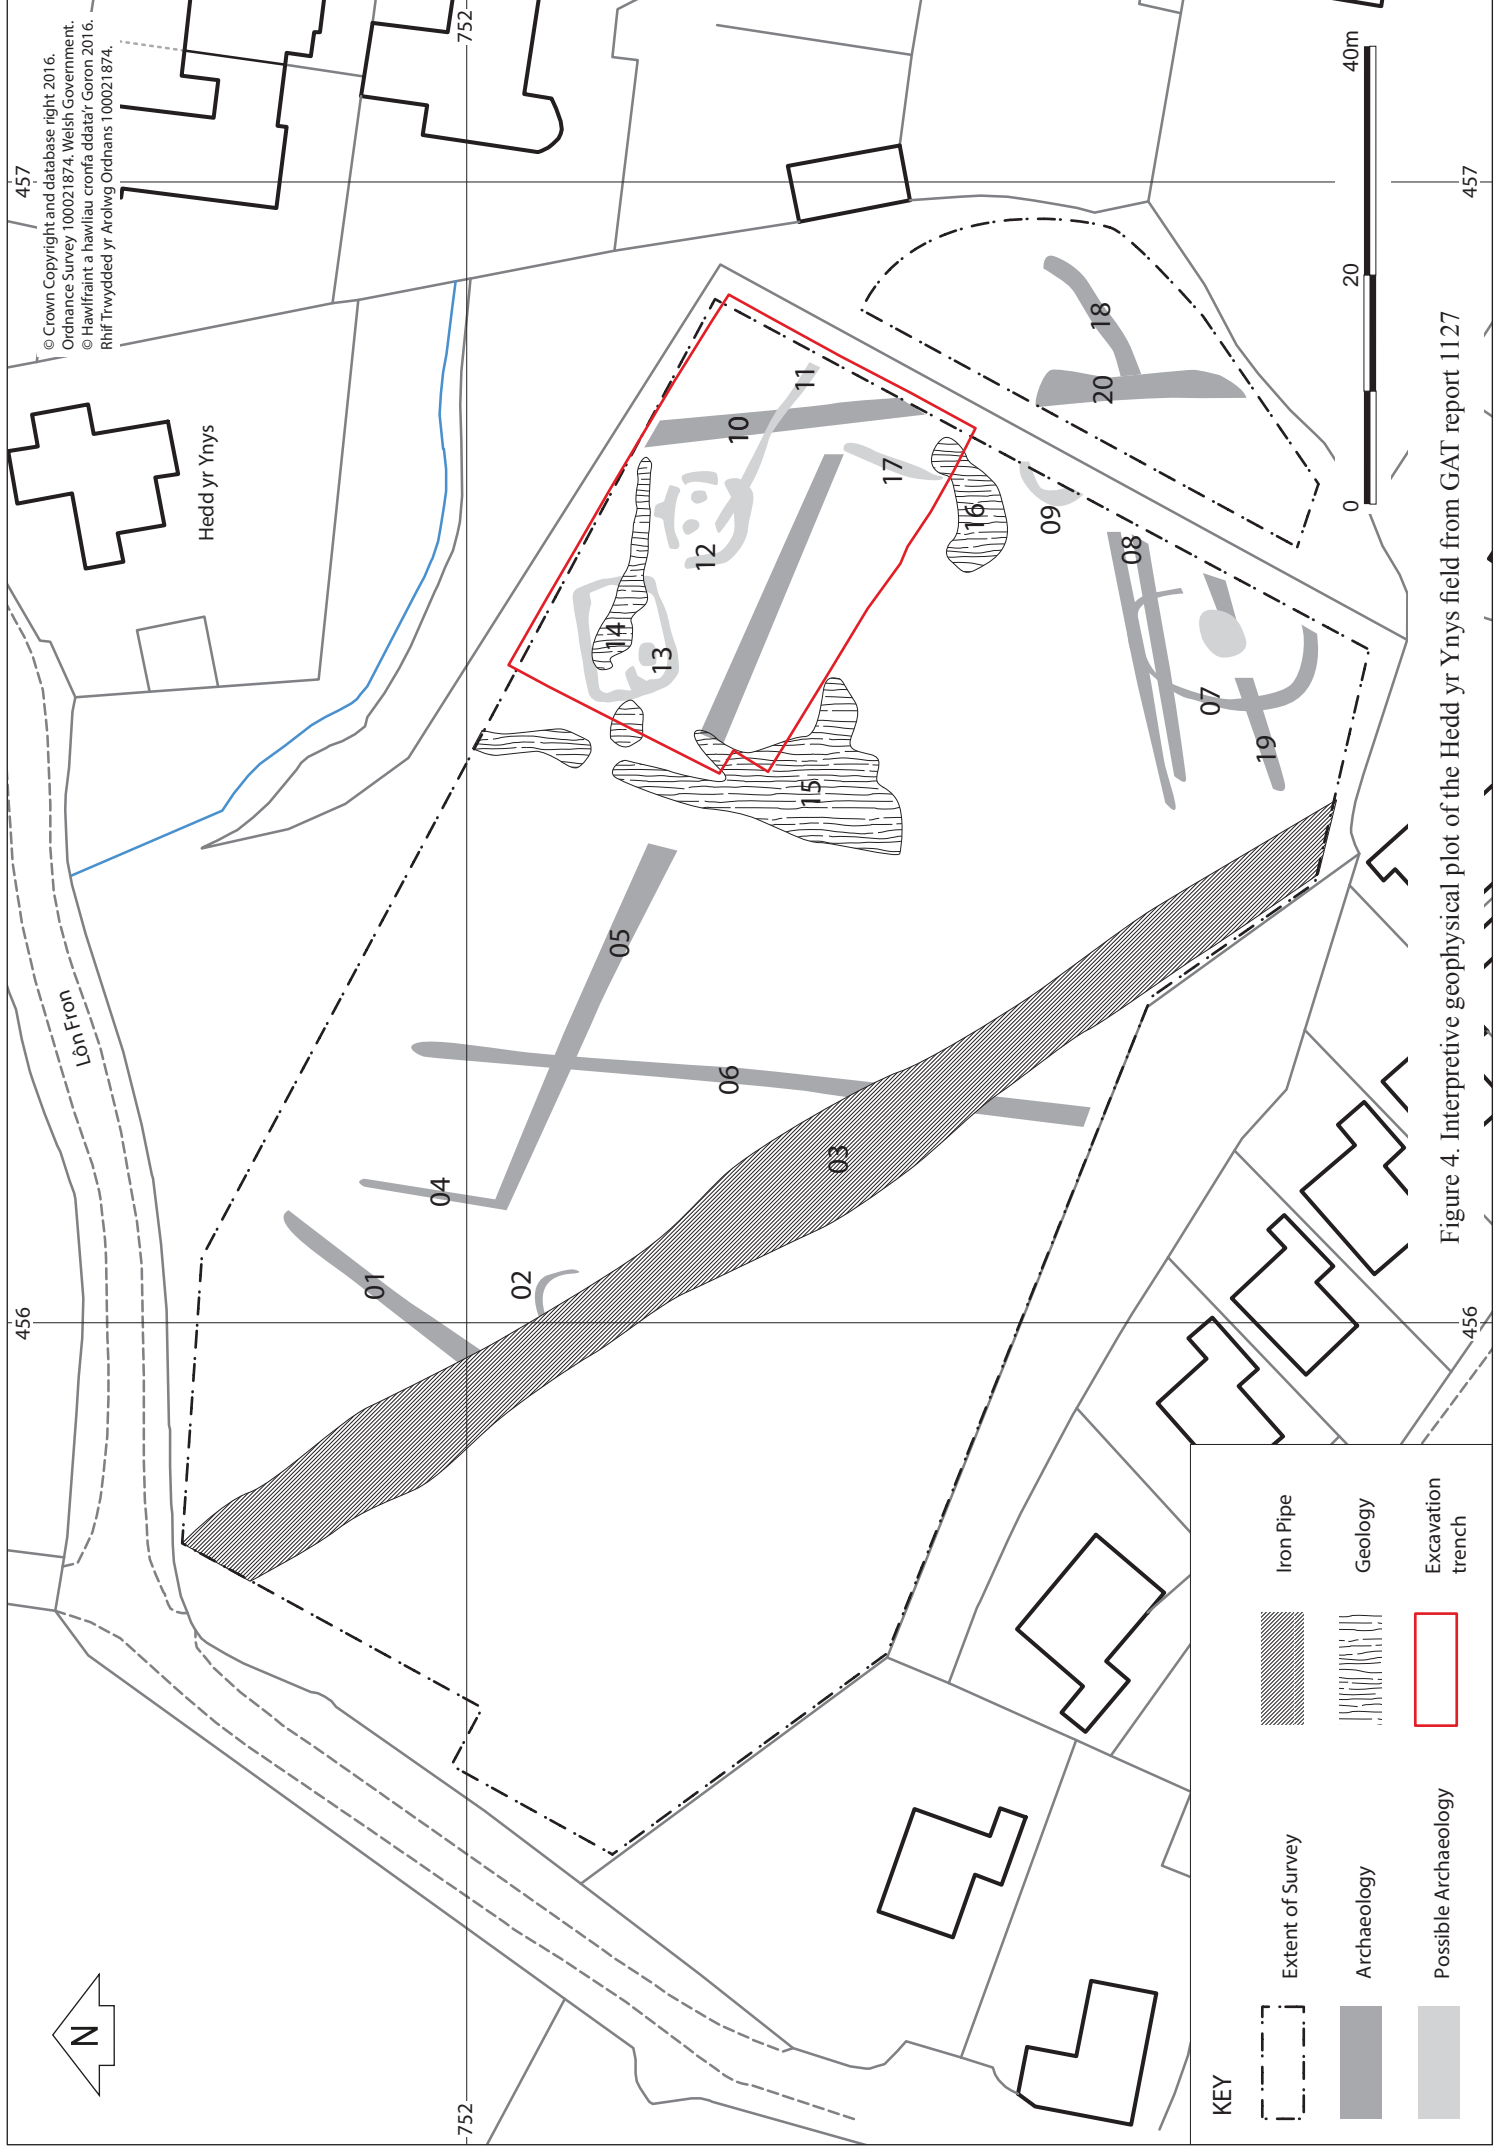 © Crown Copyright and database right 2016.
Ordnance Survey 100021874. Welsh Government.
© Hawlfraint a hawliau cronfa ddata'r Goron 2016.
Rhif Trwydded yr Arolwg Ordnans 100021874.
N
456
457
752
752
Lôn Fron
Hedd yr Ynys
01
02
03
04
05
06
07
08
09
10
11
12
13
14
15
16
17
18
19
20
456
457
KEY
Extent of Survey
Iron Pipe
Archaeology
Geology
Possible Archaeology
Excavation
trench
0
20
40m
Figure 4. Interpretive geophysical plot of the Hedd yr Ynys field from GAT report 1127